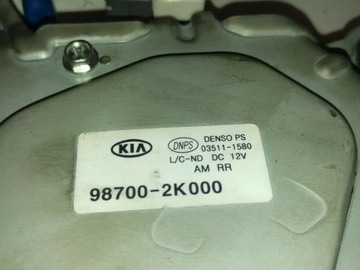 KIA DNPS DENSO PS
03511-1580
L/C-ND DC 12V
AM RR
98700-2K000